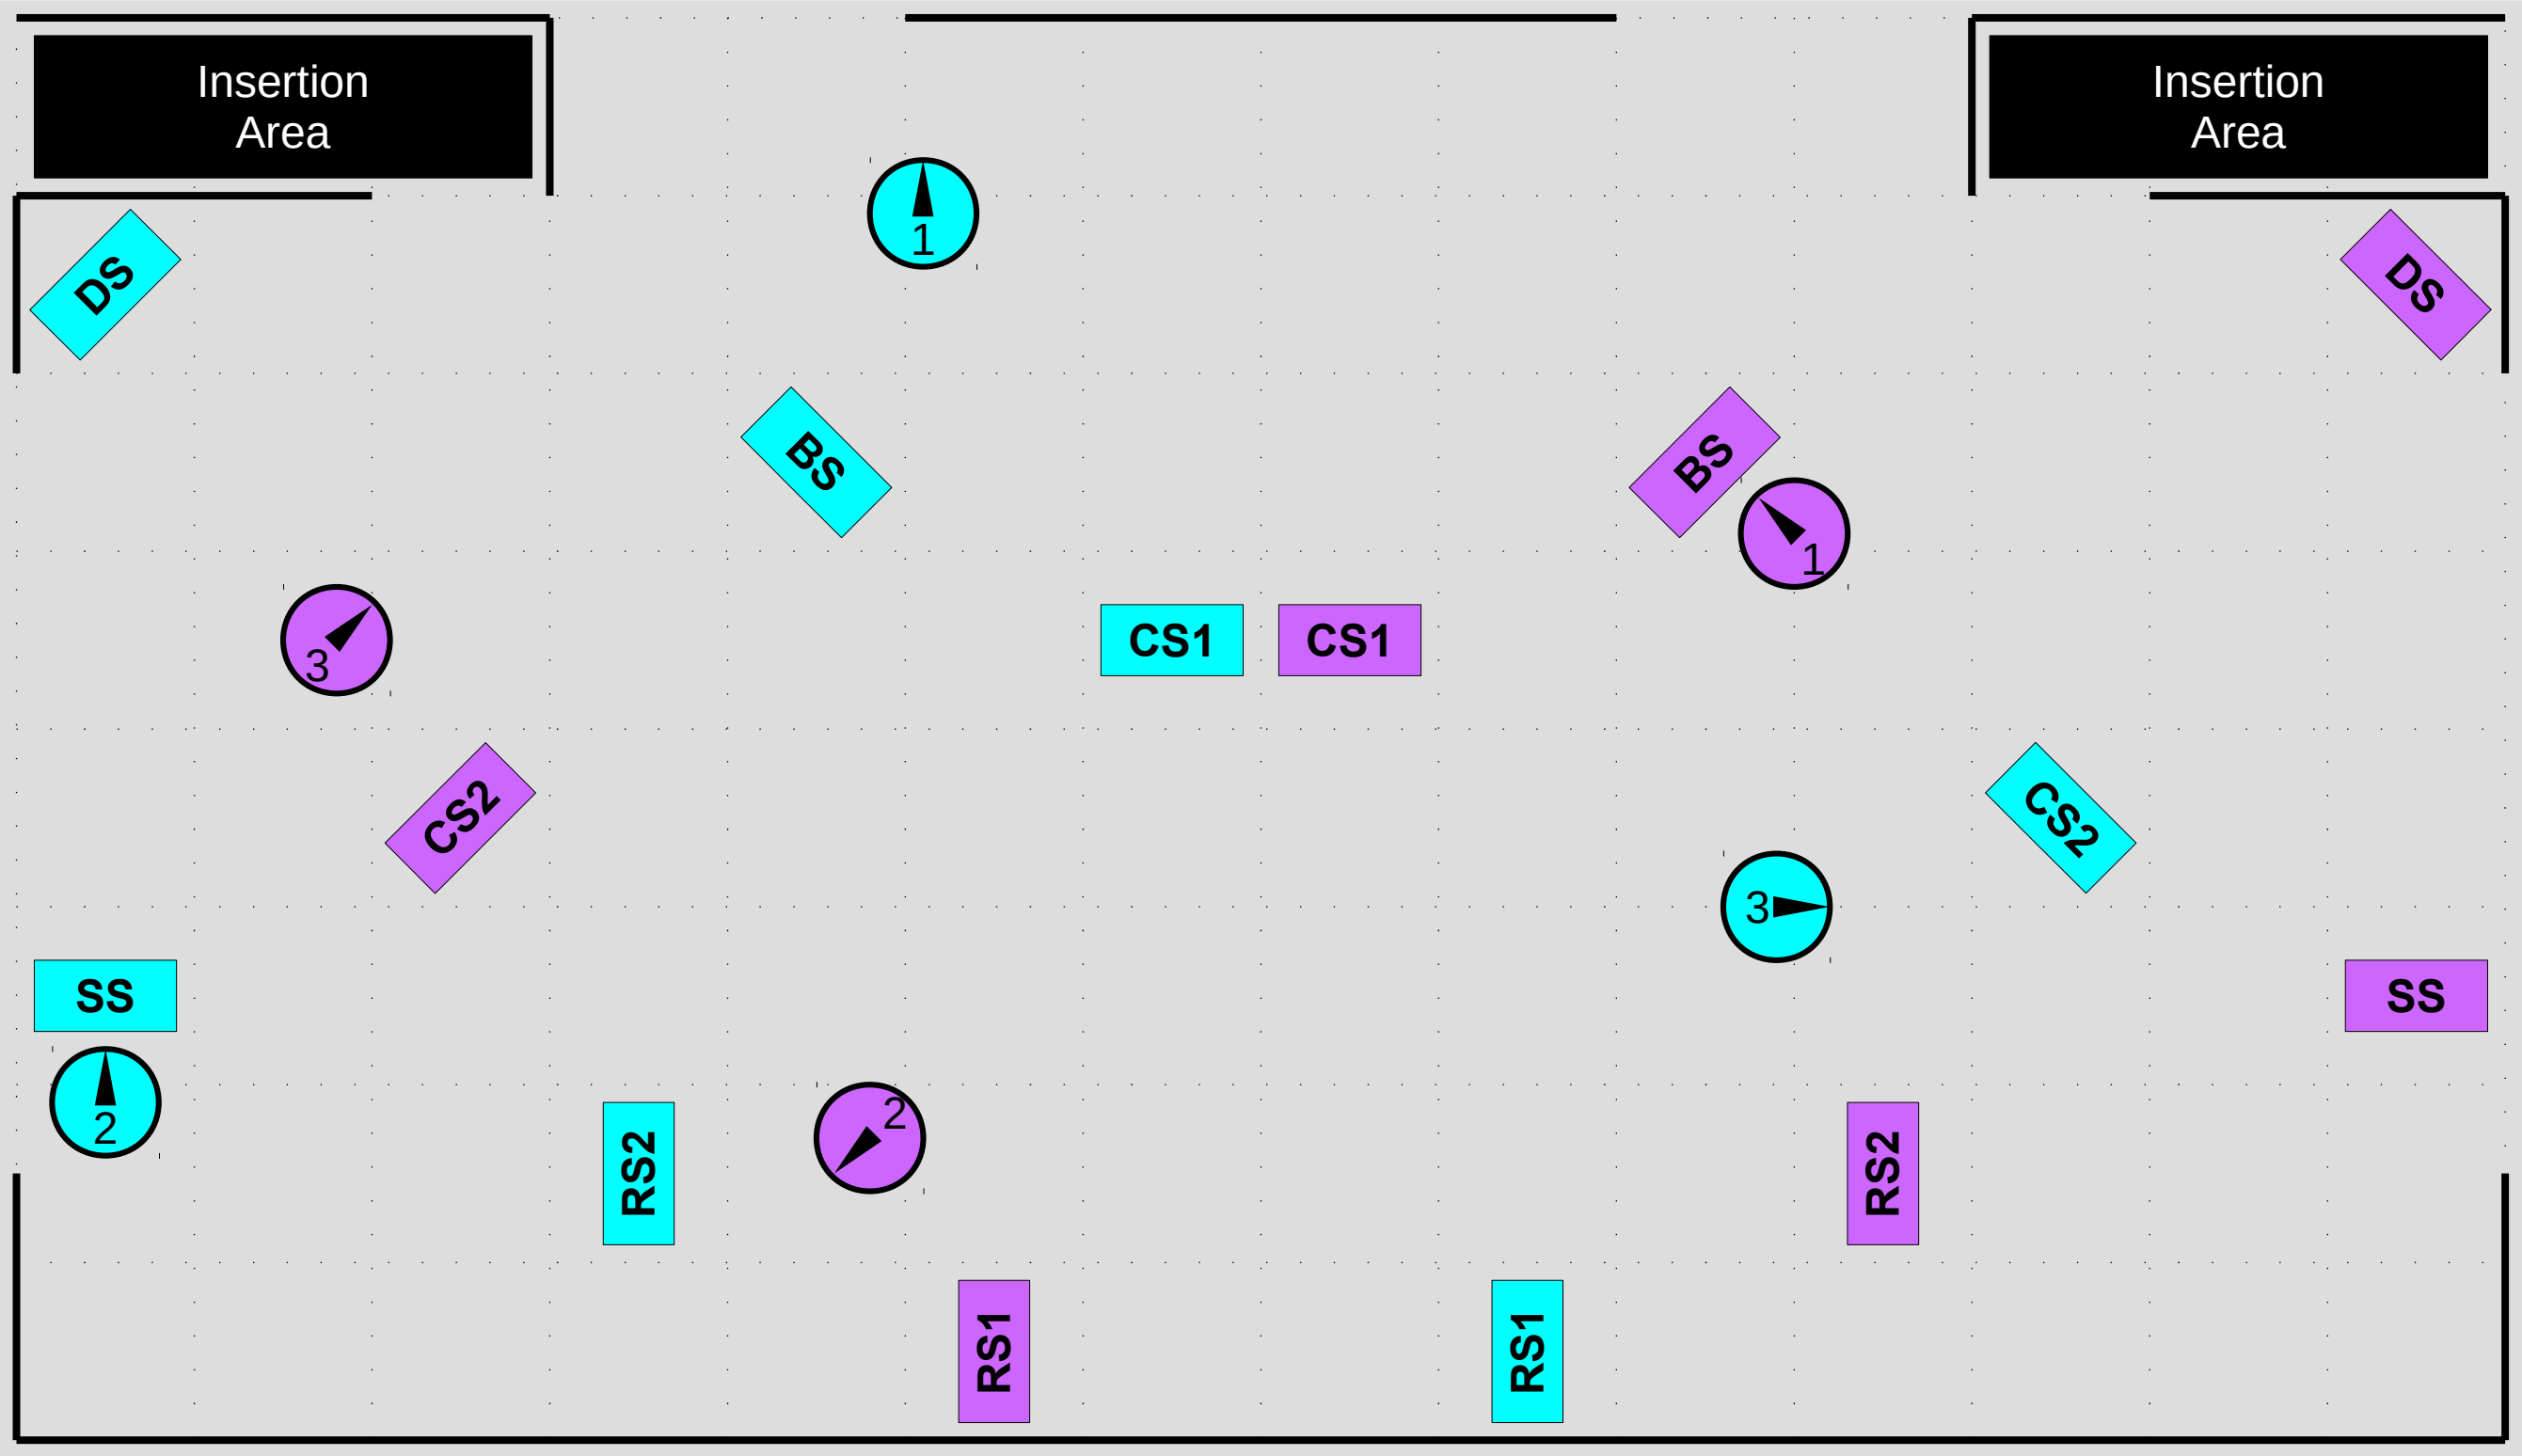 Insertion
Area
Insertion
Area
1
DS
DS
BS
BS
1
3
CS1
CS1
CS2
CS2
3
SS
SS
2
2
RS2
RS2
RS1
RS1